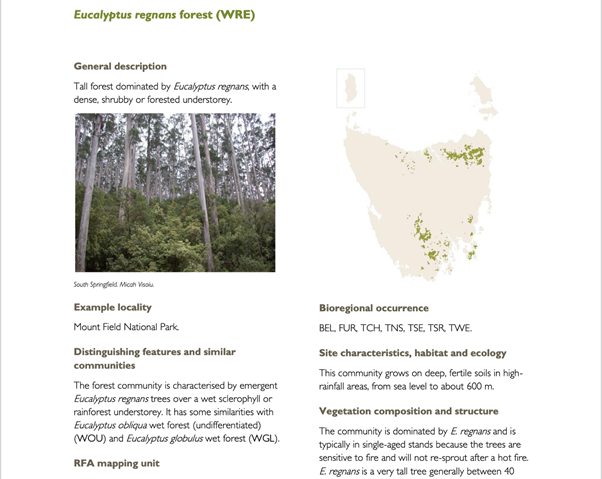 Eucalyptus regnans forest (WRE)
General description
Tall forest dominated by Eucalyptus regnans, with a
dense, shrubby or forested understorey.
South Springfield. Micah Visoiu.
Example locality
Mount Field National Park.
Distinguishing features and similar
communities
The forest community is characterised by emergent
Eucalyptus regnans trees over a wet sclerophyll or
rainforest understorey. It has some similarities with
Eucalyptus obliqua wet forest (undifferentiated)
(WOU) and Eucalyptus globulus wet forest (WGL).
RFA mapping unit
Bioregional occurrence
BEL, FUR, TCH, TNS, TSE, TSR, TWE.
Site characteristics, habitat and ecology
This community grows on deep, fertile soils in high-
rainfall areas, from sea level to about 600 m.
Vegetation composition and structure
The community is dominated by E. regnans and is
typically in single-aged stands because the trees are
sensitive to fire and will not re-sprout after a hot fire.
E. regnans is a very tall tree generally between 40